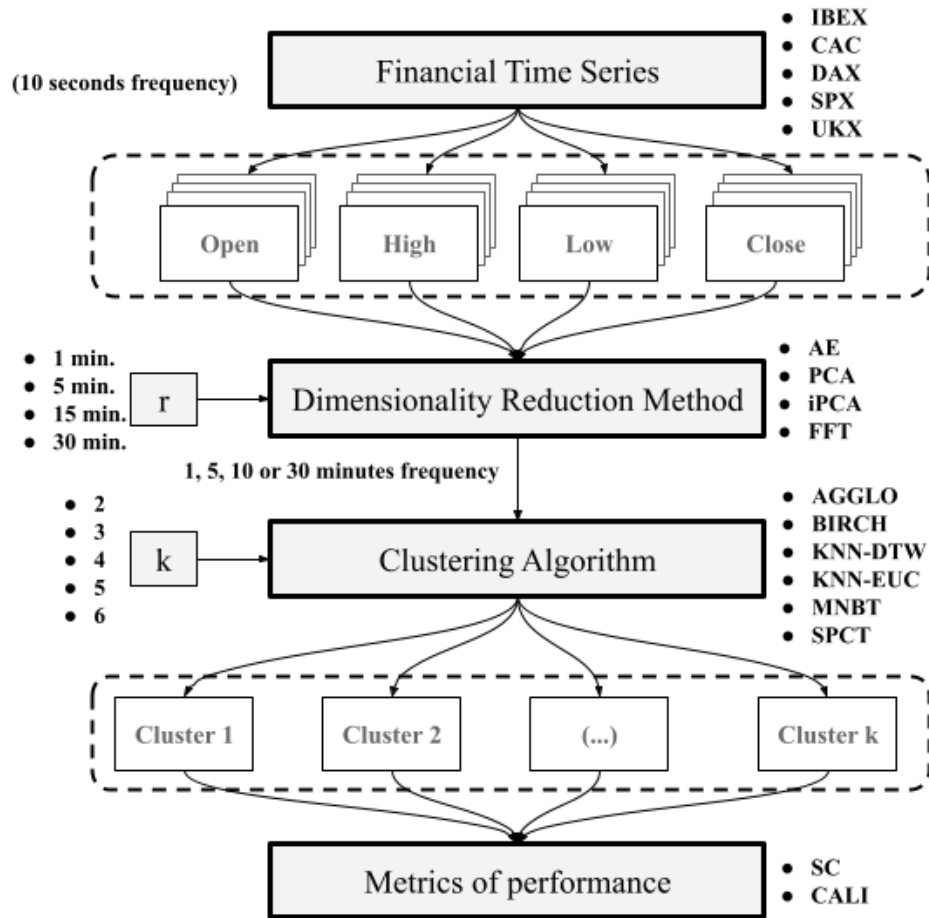 ● IBEX
● CAC
● DAX
● SPX
● UKX
Financial Time Series
(10 seconds frequency)
Open
High
Low
Close
● 1 min.
● 5 min.
● 15 min.
● 30 min.
r
Dimensionality Reduction Method
● AE
● PCA
● iPCA
● FFT
1, 5, 10 or 30 minutes frequency
● 2
● 3
● 4
● 5
● 6
k
Clustering Algorithm
● AGGLO
● BIRCH
● KNN-DTW
● KNN-EUC
● MNBT
● SPCT
Cluster 1
Cluster 2
(...)
Cluster k
Metrics of performance
● SC
● CALI